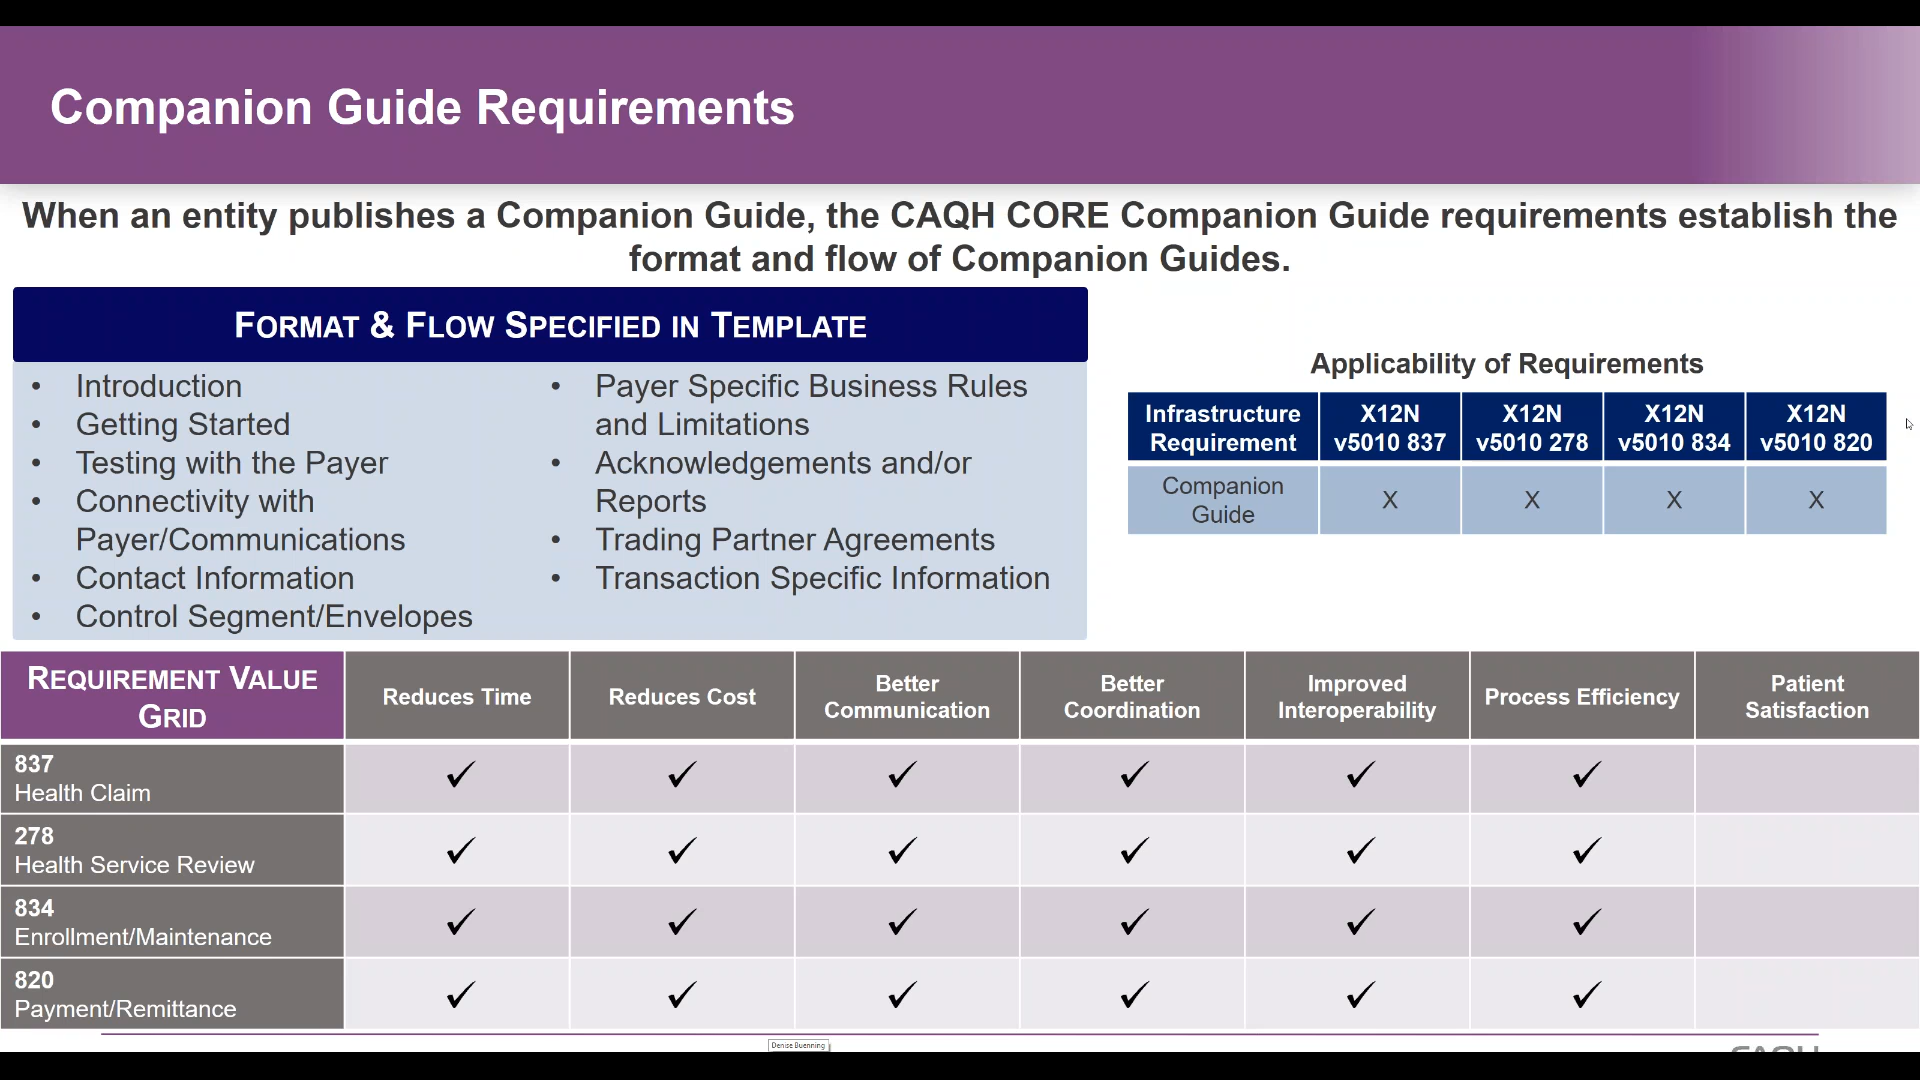 Companion Guide Requirements
When an entity publishes a Companion Guide, the CAQH CORE Companion Guide requirements establish the
format and flow of Companion Guides.
FORMAT & FLOW SPECIFIED IN TEMPLATE
• Introduction
• Getting Started
• Testing with the Payer
• Connectivity with
Payer/Communications
• Contact Information
• Control Segment/Envelopes
• Payer Specific Business Rules
and Limitations
• Acknowledgements and/or
Reports
• Trading Partner Agreements
• Transaction Specific Information
Applicability of Requirements
Infrastructure
Requirement
X12N
v5010 837
X12N
v5010 278
X12N
v5010 834
X12N
v5010 820
Companion
Guide
X X X X
REQUIREMENT VALUE
GRID
Reduces Time
Reduces Cost
Better
Communication
Better
Coordination
Improved
Interoperability
Process Efficiency
Patient
Satisfaction
837
Health Claim
✓ ✓ ✓ ✓ ✓ ✓
278
Health Service Review
✓ ✓ ✓ ✓ ✓ ✓
834
Enrollment/Maintenance
✓ ✓ ✓ ✓ ✓ ✓
820
Payment/Remittance
✓ ✓ ✓ ✓ ✓ ✓
Denise Buenning